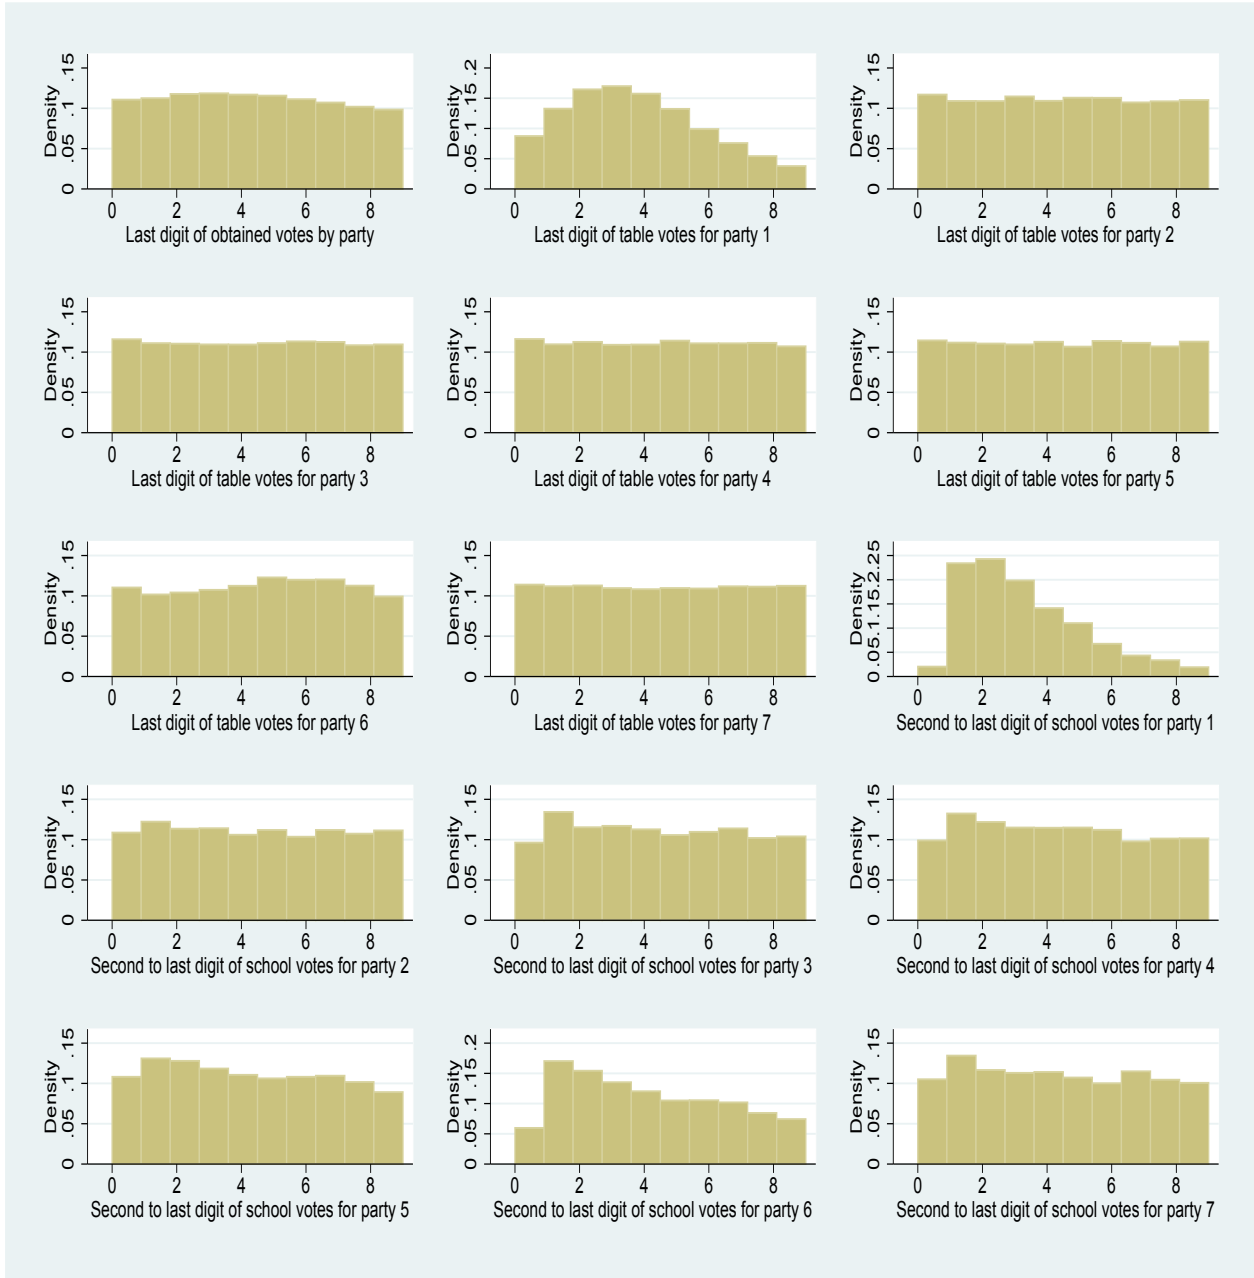 Density
0 .05 .1 .15
0 2 4 6 8
Last digit of obtained votes by party
Density
0 .05 .1 .15 .2
0 2 4 6 8
Last digit of table votes for party 1
Density
0 .05 .1 .15
0 2 4 6 8
Last digit of table votes for party 2
Density
0 .05 .1 .15
0 2 4 6 8
Last digit of table votes for party 3
Density
0 .05 .1 .15
0 2 4 6 8
Last digit of table votes for party 4
Density
0 .05 .1 .15
0 2 4 6 8
Last digit of table votes for party 5
Density
0 .05 .1 .15
0 2 4 6 8
Last digit of table votes for party 6
Density
0 .05 .1 .15
0 2 4 6 8
Last digit of table votes for party 7
Density
0 .05 .1 .15 .2 .25
0 2 4 6 8
Second to last digit of school votes for party 1
Density
0 .05 .1 .15
0 2 4 6 8
Second to last digit of school votes for party 2
Density
0 .05 .1 .15
0 2 4 6 8
Second to last digit of school votes for party 3
Density
0 .05 .1 .15
0 2 4 6 8
Second to last digit of school votes for party 4
Density
0 .05 .1 .15
0 2 4 6 8
Second to last digit of school votes for party 5
Density
0 .05 .1 .15 .2
0 2 4 6 8
Second to last digit of school votes for party 6
Density
0 .05 .1 .15
0 2 4 6 8
Second to last digit of school votes for party 7